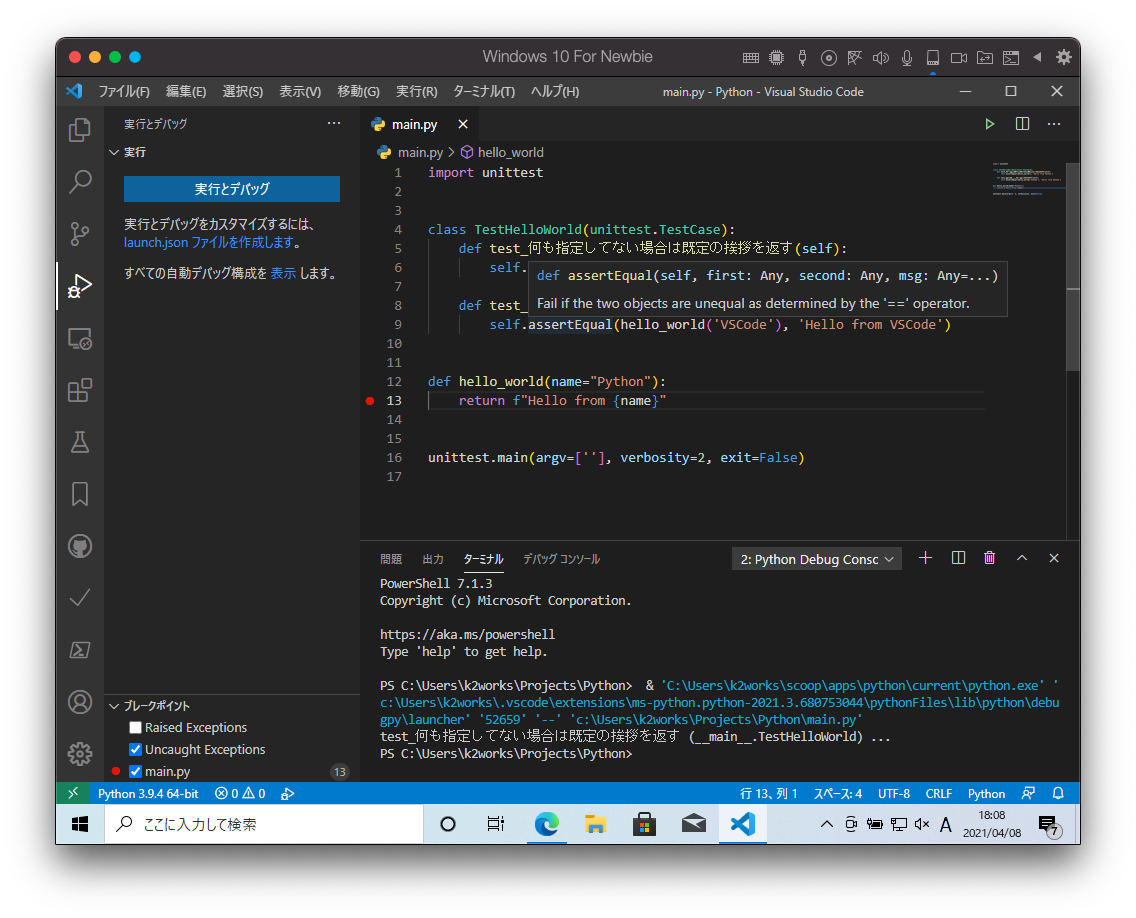 Windows 10 For Newbie
ファイル(F) 編集(E) 選択(S) 表示(V) 移動(G) 実行(R) ターミナル(T) ヘルプ(H) main.py - Python - Visual Studio Code
実行とデバッグ
実行
実行とデバッグ
実行とデバッグをカスタマイズするには、
launch.json ファイルを作成します。
すべての自動デバッグ構成を 表示 します。
main.py
main.py > hello_world
1 import unittest
2
3
4 class TestHelloWorld(unittest.TestCase):
5 def test_何も指定してない場合は既定の挨拶を返す(self):
6 self.
def assertEqual(self, first: Any, second: Any, msg: Any=...)
7
Fail if the two objects are unequal as determined by the '==' operator.
8 def test_
9 self.assertEqual(hello_world('VSCode'), 'Hello from VSCode')
10
11
12 def hello_world(name="Python"):
13 return f"Hello from {name}"
14
15
16 unittest.main(argv=[''], verbosity=2, exit=False)
17
問題 出力 ターミナル デバッグ コンソール 2: Python Debug Consc
PowerShell 7.1.3
Copyright (c) Microsoft Corporation.
https://aka.ms/powershell
Type 'help' to get help.
PS C:\Users\k2works\Projects\Python>  & 'C:\Users\k2works\scoop\apps\python\current\python.exe' '
c:\Users\k2works\.vscode\extensions\ms-python.python-2021.3.680753044\pythonFiles\lib\python\debu
gpy\launcher' '52659' '--' 'c:\Users\k2works\Projects\Python\main.py'
test_何も指定してない場合は既定の挨拶を返す (__main__.TestHelloWorld) ...
PS C:\Users\k2works\Projects\Python>
ブレークポイント
Raised Exceptions
Uncaught Exceptions
main.py 13
Python 3.9.4 64-bit 0 0 行 13、列 1 スペース: 4 UTF-8 CRLF Python
ここに入力して検索
A
18:08
2021/04/08
7